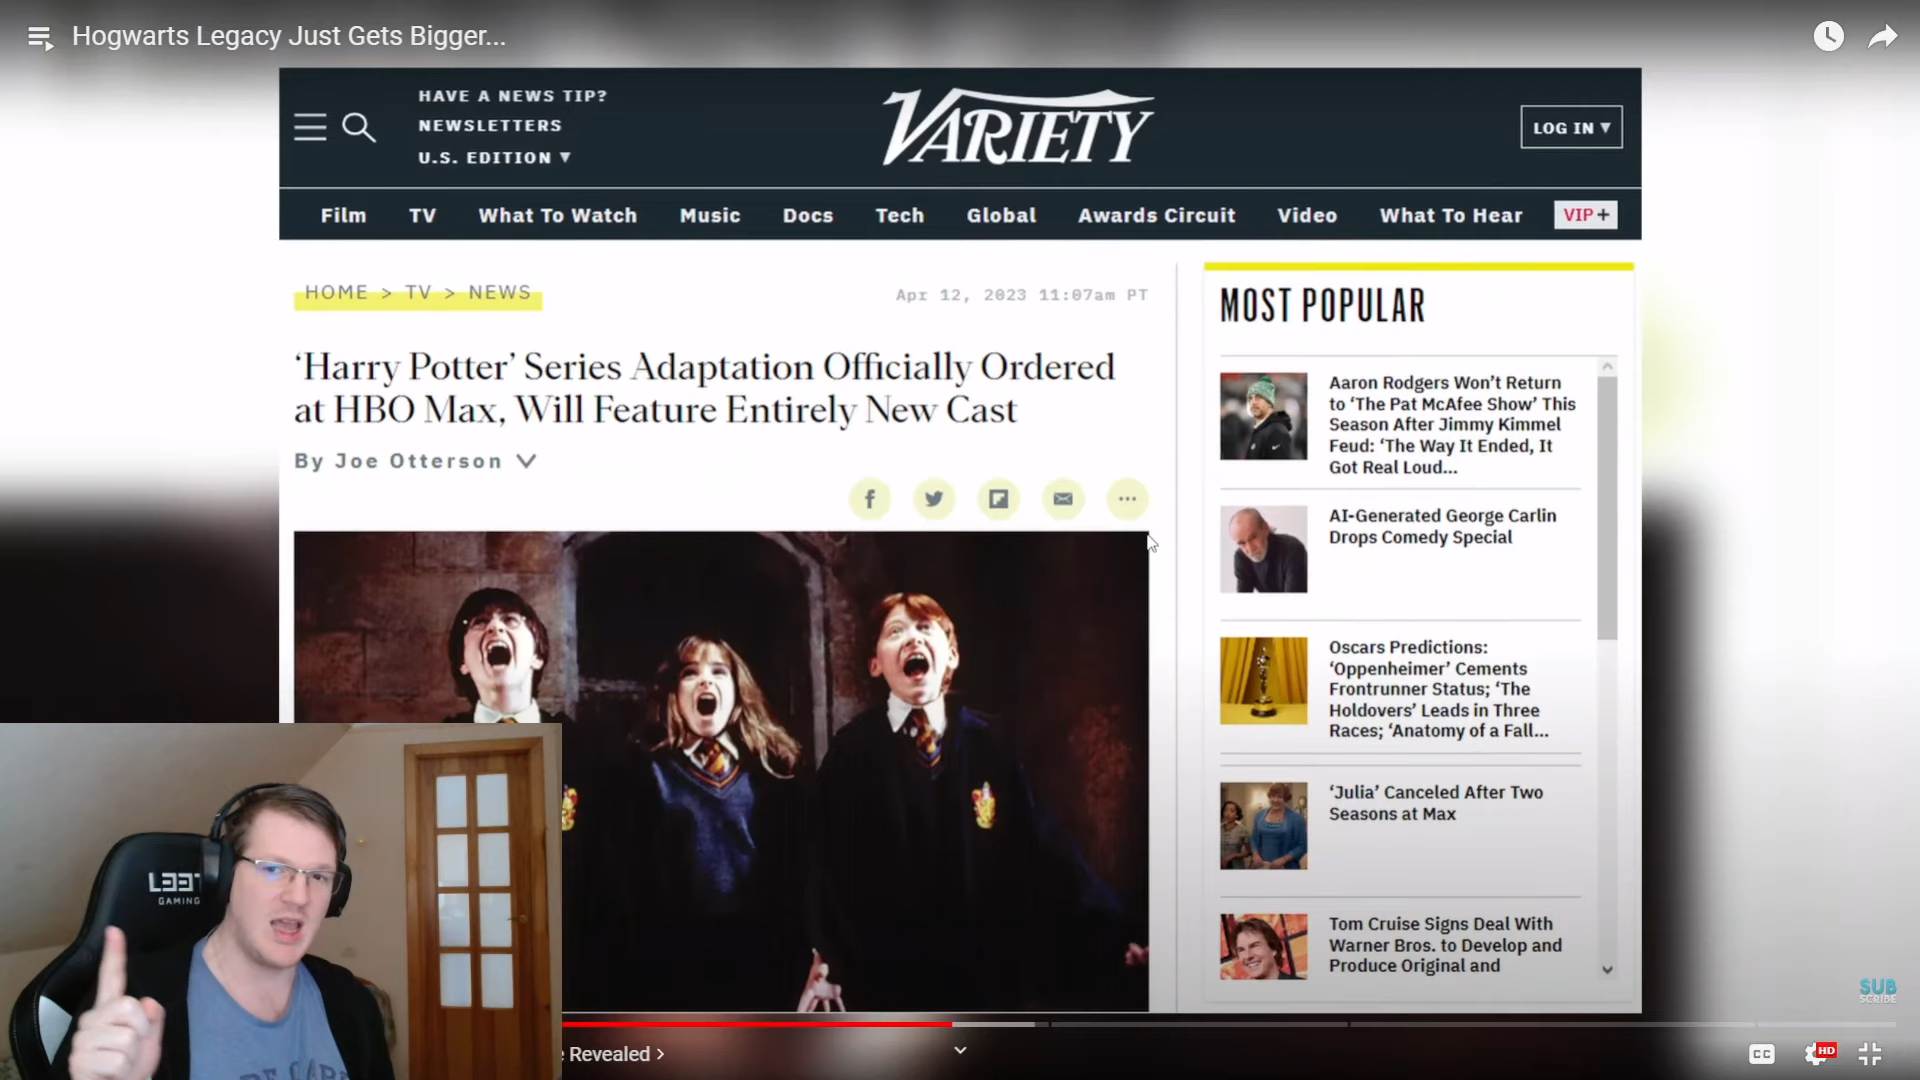 Hogwarts Legacy Just Gets Bigger...
HAVE A NEWS TIP?
NEWSLETTERS
U.S. EDITION ▼
VARIETY
LOG IN ▼
Film TV What To Watch Music Docs Tech Global Awards Circuit Video What To Hear VIP+
HOME > TV > NEWS
Apr 12, 2023 11:07am PT
‘Harry Potter’ Series Adaptation Officially Ordered
at HBO Max, Will Feature Entirely New Cast
By Joe Otterson
MOST POPULAR
Aaron Rodgers Won’t Return
to ‘The Pat McAfee Show’ This
Season After Jimmy Kimmel
Feud: ‘The Way It Ended, It
Got Real Loud...
AI-Generated George Carlin
Drops Comedy Special
Oscars Predictions:
‘Oppenheimer’ Cements
Frontrunner Status; ‘The
Holdovers’ Leads in Three
Races; ‘Anatomy of a Fall...
‘Julia’ Canceled After Two
Seasons at Max
Tom Cruise Signs Deal With
Warner Bros. to Develop and
Produce Original and
L33T
GAMING
SUB
SCRIBE
e Revealed >
CC
HD